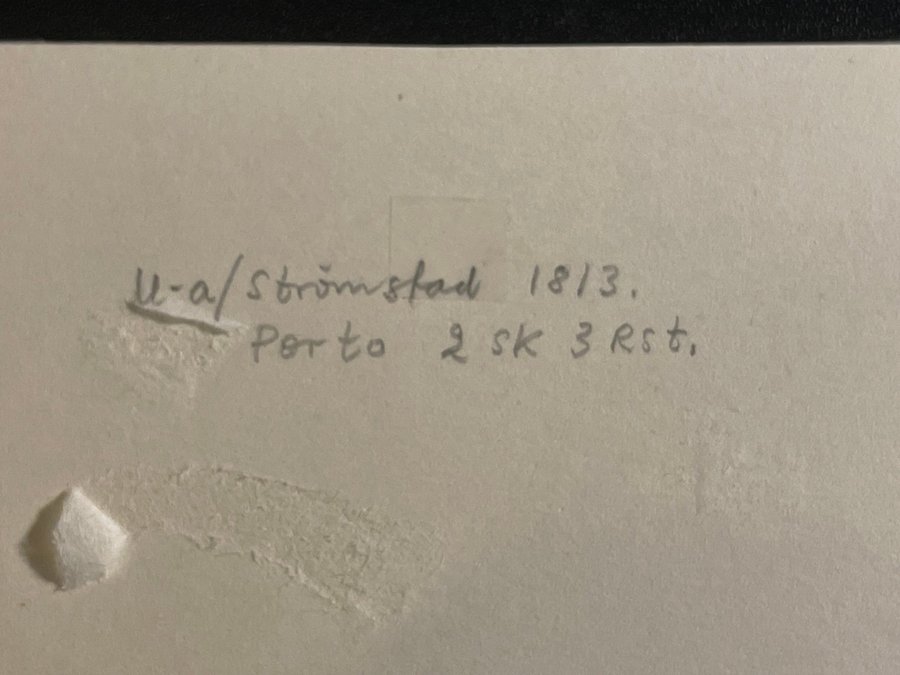 U-a/Strömstad 1813.
Porto 2 sk 3 Rst.